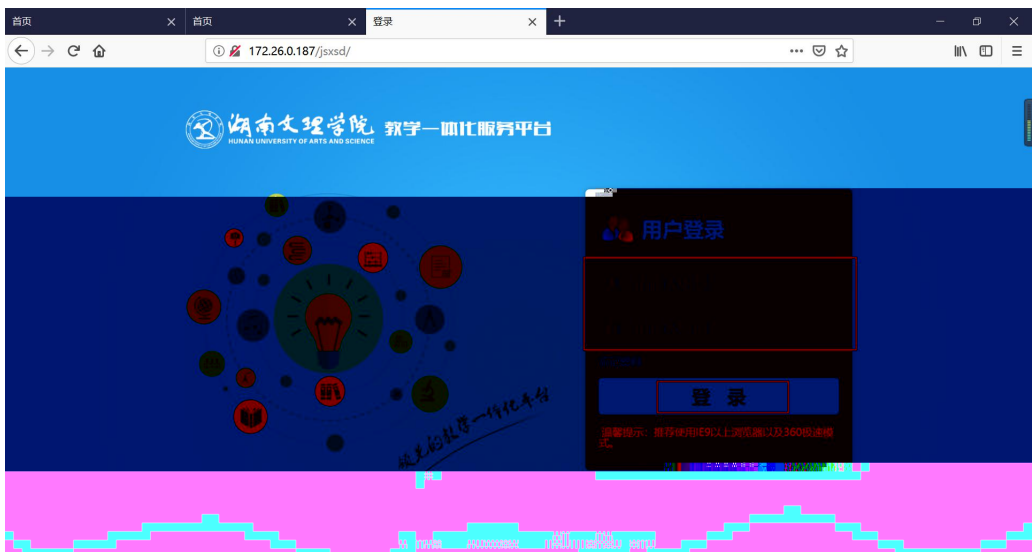 首页
首页
登录
172.26.0.187/jsxsd/
湖南文理学院 教学一体化服务平台
HUNAN UNIVERSITY OF ARTS AND SCIENCE
用户登录
登 录
温馨提示：推荐使用IE9以上浏览器以及360极速模
式。